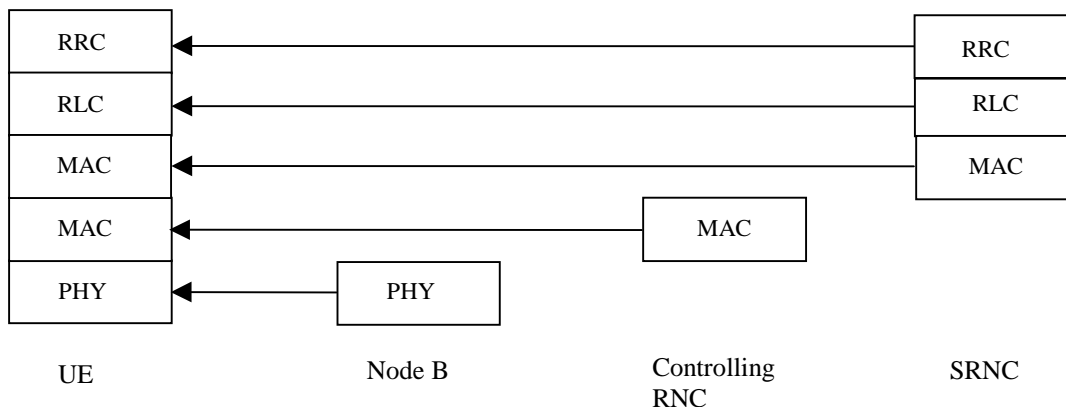 RRC RRC
RLC RLC
MAC MAC
MAC MAC
PHY PHY
UE Node B Controlling SRNC
RNC